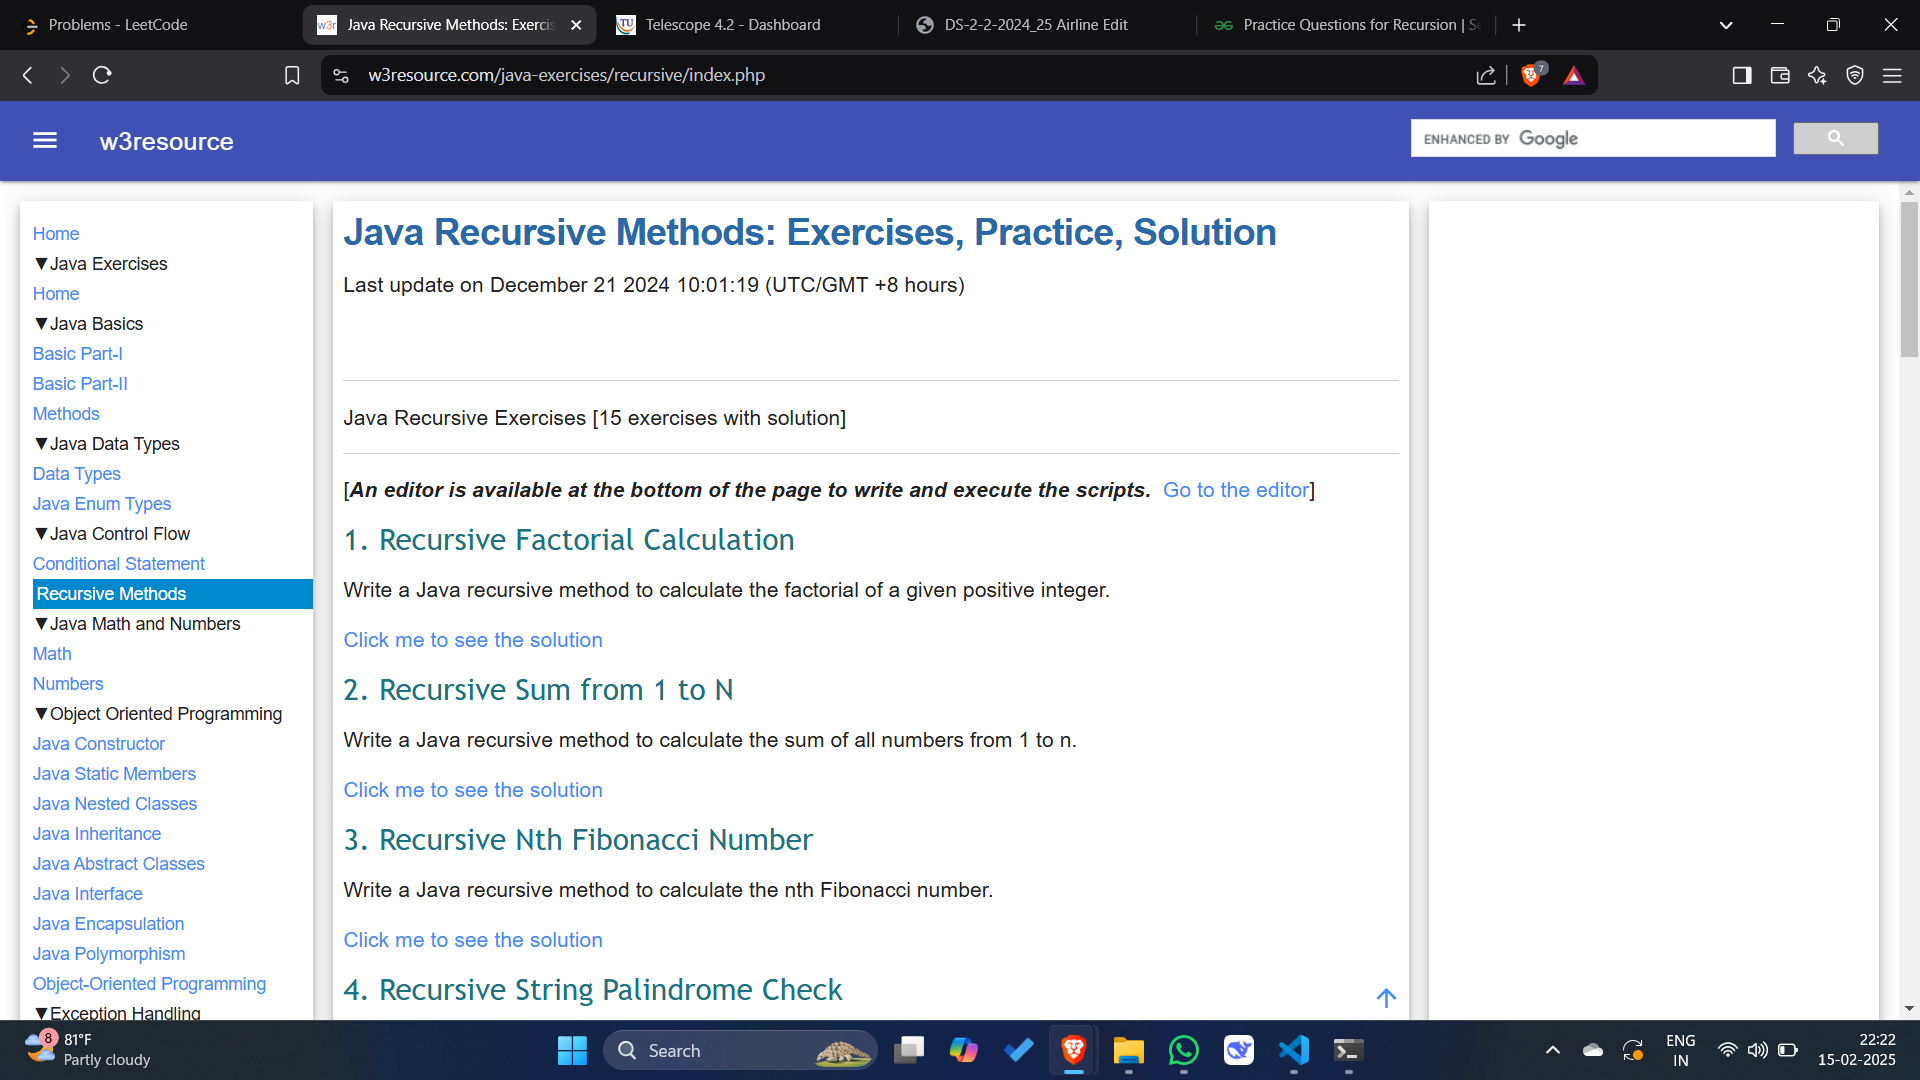 Problems - LeetCode
Java Recursive Methods: Exercis
Telescope 4.2 - Dashboard
DS-2-2-2024_25 Airline Edit
Practice Questions for Recursion | Se
w3resource.com/java-exercises/recursive/index.php
7
w3resource
ENHANCED BY Google
Home
▼Java Exercises
Home
▼Java Basics
Basic Part-I
Basic Part-II
Methods
▼Java Data Types
Data Types
Java Enum Types
▼Java Control Flow
Conditional Statement
Recursive Methods
▼Java Math and Numbers
Math
Numbers
▼Object Oriented Programming
Java Constructor
Java Static Members
Java Nested Classes
Java Inheritance
Java Abstract Classes
Java Interface
Java Encapsulation
Java Polymorphism
Object-Oriented Programming
▼Exception Handling
Java Recursive Methods: Exercises, Practice, Solution
Last update on December 21 2024 10:01:19 (UTC/GMT +8 hours)
Java Recursive Exercises [15 exercises with solution]
[An editor is available at the bottom of the page to write and execute the scripts. Go to the editor]
1. Recursive Factorial Calculation
Write a Java recursive method to calculate the factorial of a given positive integer.
Click me to see the solution
2. Recursive Sum from 1 to N
Write a Java recursive method to calculate the sum of all numbers from 1 to n.
Click me to see the solution
3. Recursive Nth Fibonacci Number
Write a Java recursive method to calculate the nth Fibonacci number.
Click me to see the solution
4. Recursive String Palindrome Check
8
81°F
Partly cloudy
Search
ENG
IN
22:22
15-02-2025